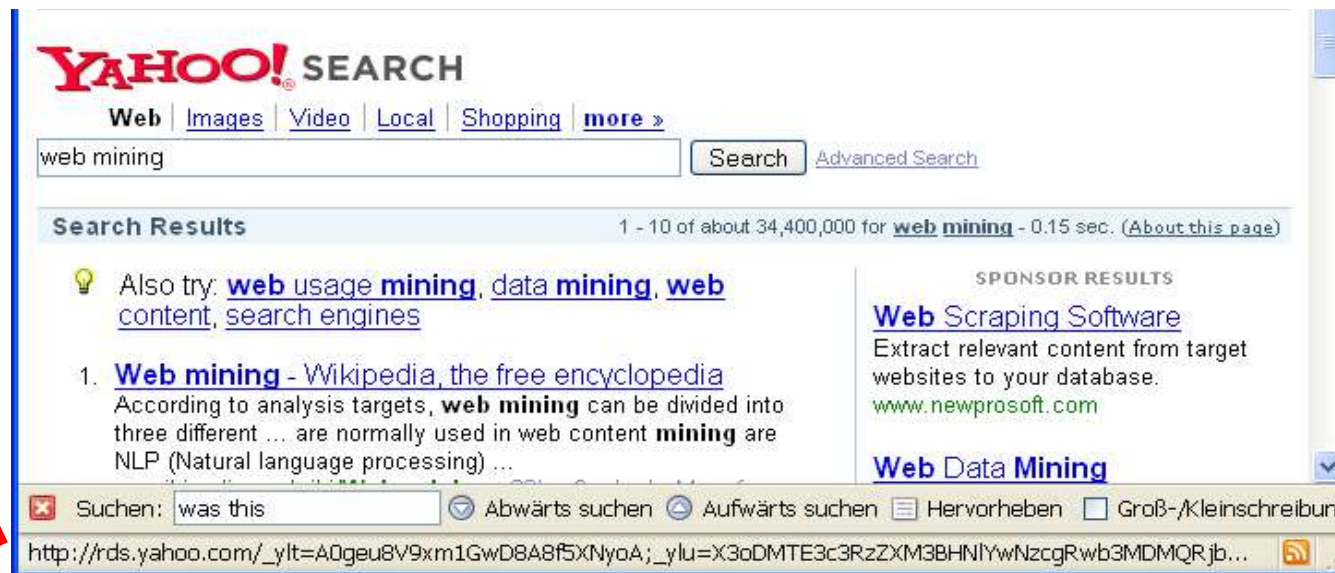 YAHOO!® SEARCH
Web | Images | Video | Local | Shopping | more »
web mining Search Advanced Search
Search Results 1 - 10 of about 34,400,000 for web mining - 0.15 sec. (About this page)
Also try: web usage mining, data mining, web
content, search engines
1. Web mining - Wikipedia, the free encyclopedia
According to analysis targets, web mining can be divided into
three different ... are normally used in web content mining are
NLP (Natural language processing) ...
SPONSOR RESULTS
Web Scraping Software
Extract relevant content from target
websites to your database.
www.newprosoft.com
Web Data Mining
Suchen: was this Abwärts suchen Aufwärts suchen Hervorheben Groß-/Kleinschreibun
http://rds.yahoo.com/_ylt=A0geu8V9xm1GwD8A8f5XNyoA;_ylu=X3oDMTE3c3RzZXM3BHNlYwNzcgRwb3MDMQRjb...